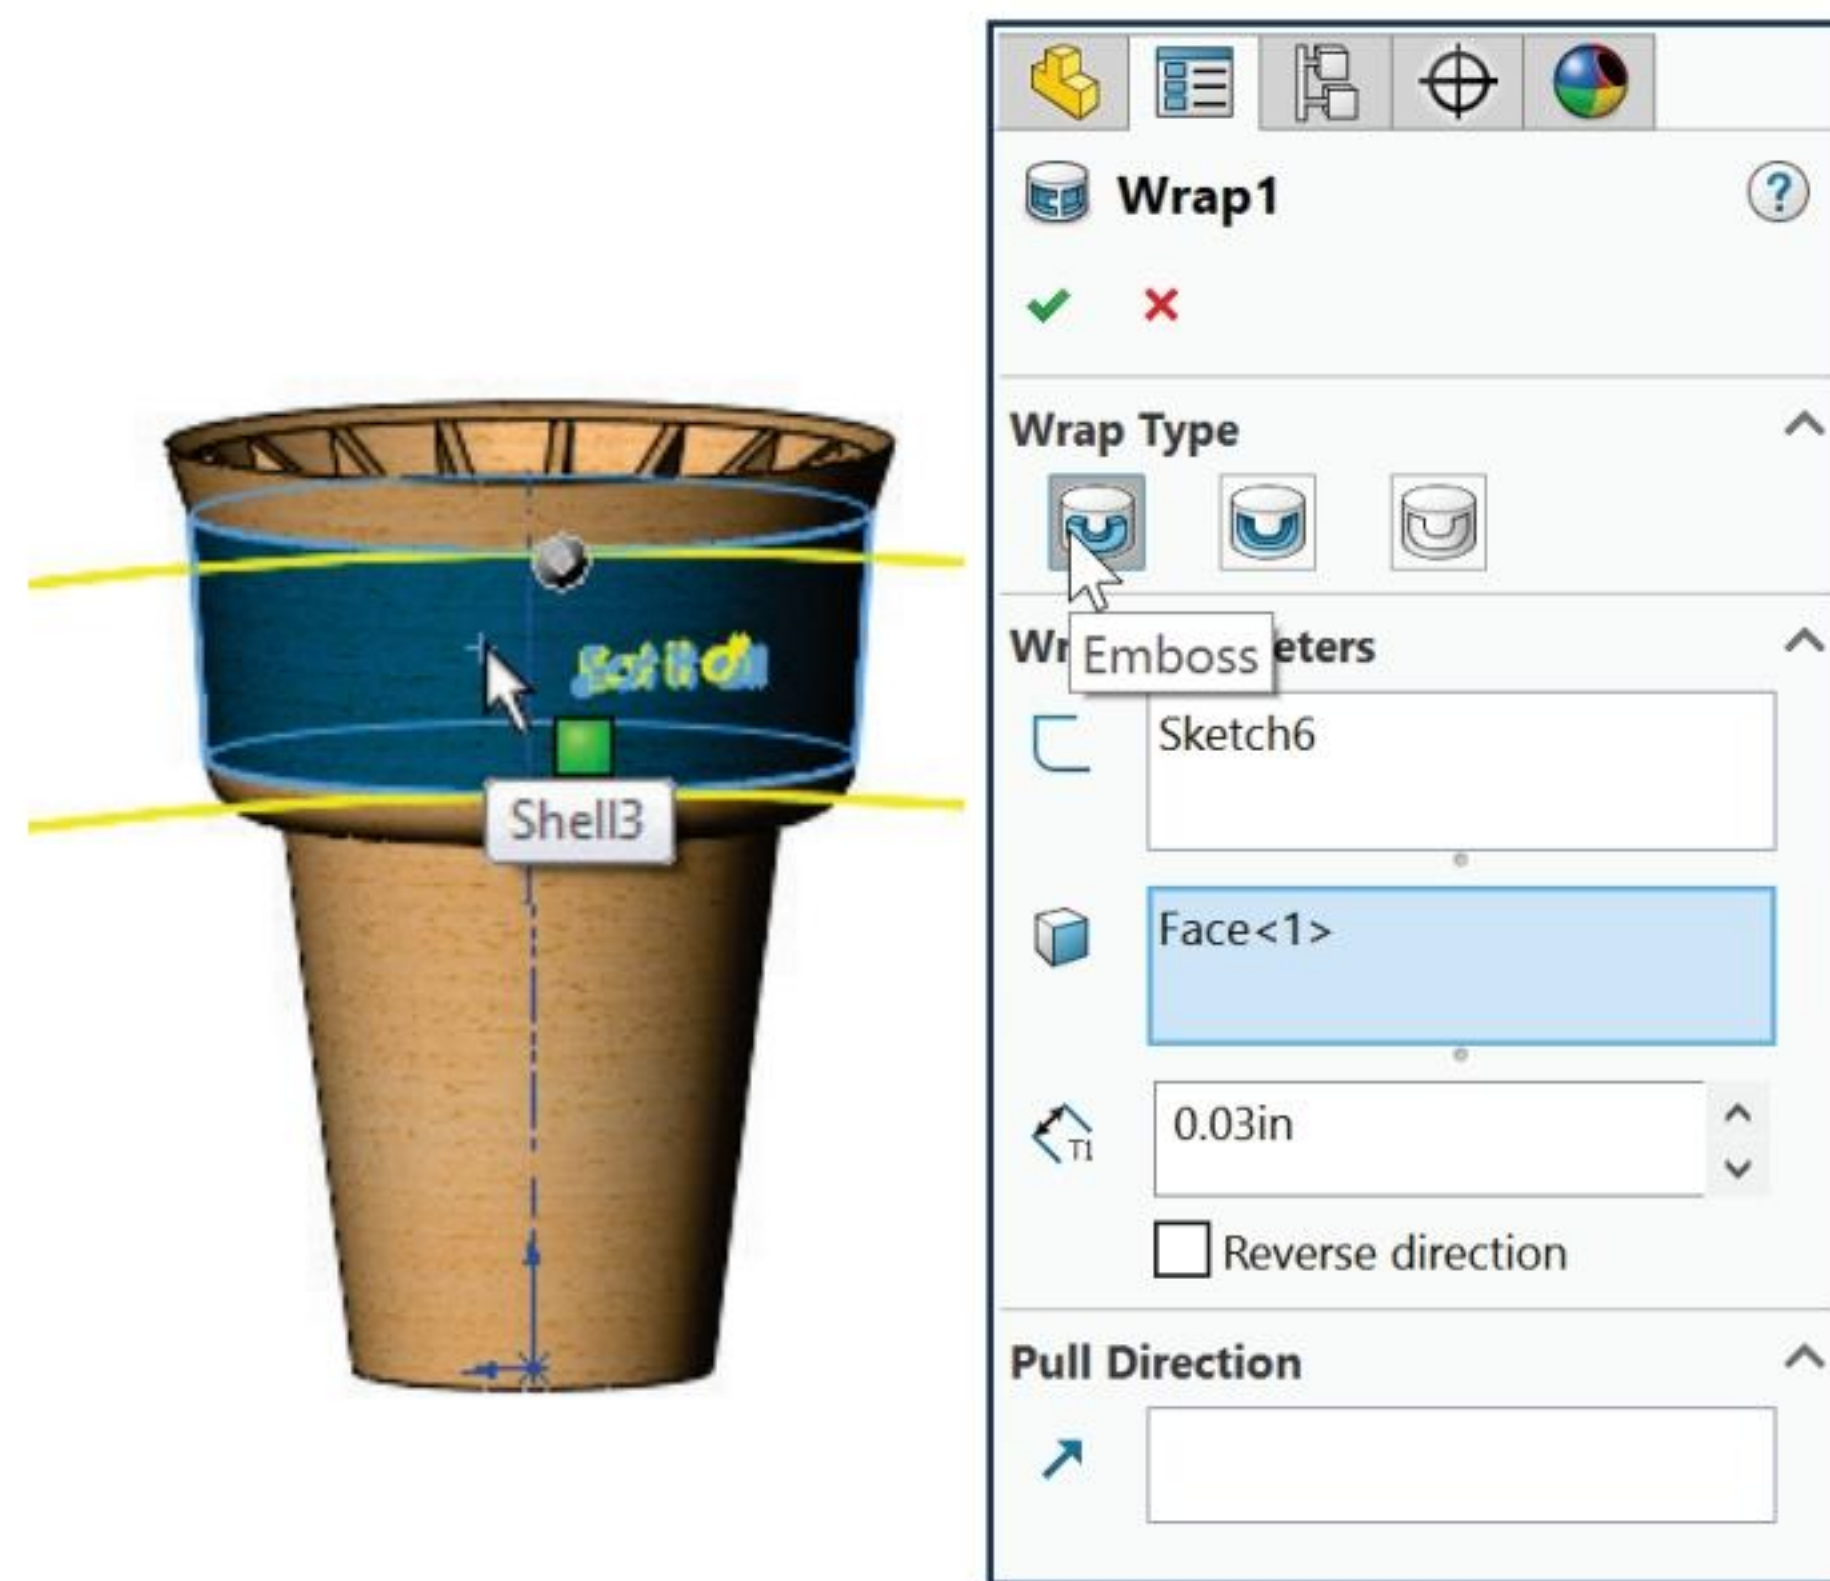 Wrap1
?
Wrap Type
Emboss
Wr
eters
Sketch6
Face<1>
T1
0.03in
Reverse direction
Pull Direction
Shell3